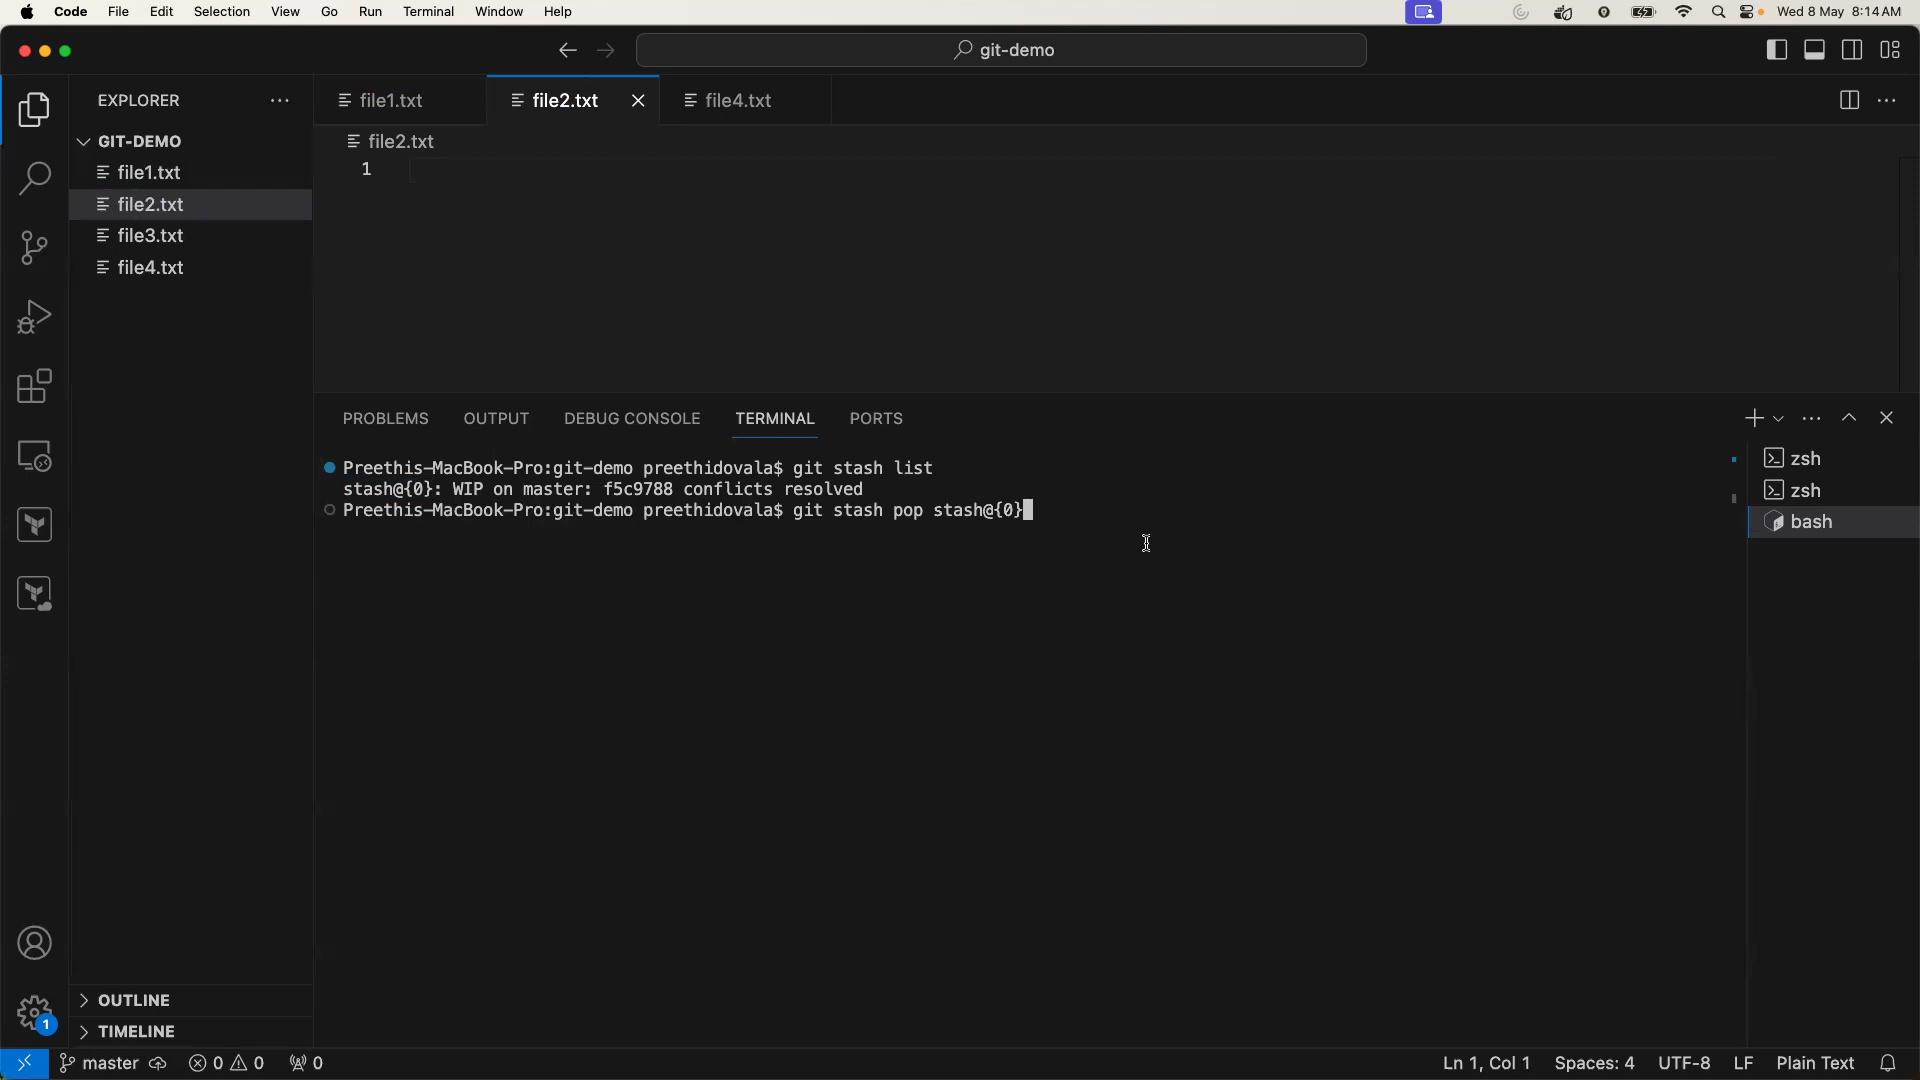 Code File Edit Selection View Go Run Terminal Window Help Wed 8 May 8:14 AM
git-demo
EXPLORER
file1.txt file2.txt file4.txt
GIT-DEMO
file1.txt
file2.txt
file3.txt
file4.txt
file2.txt
1
PROBLEMS OUTPUT DEBUG CONSOLE TERMINAL PORTS
Preethis-MacBook-Pro:git-demo preethidovala$ git stash list
stash@{0}: WIP on master: f5c9788 conflicts resolved
Preethis-MacBook-Pro:git-demo preethidovala$ git stash pop stash@{0}
zsh
zsh
bash
OUTLINE
TIMELINE
1
master 0 0 0 Ln 1, Col 1 Spaces: 4 UTF-8 LF Plain Text